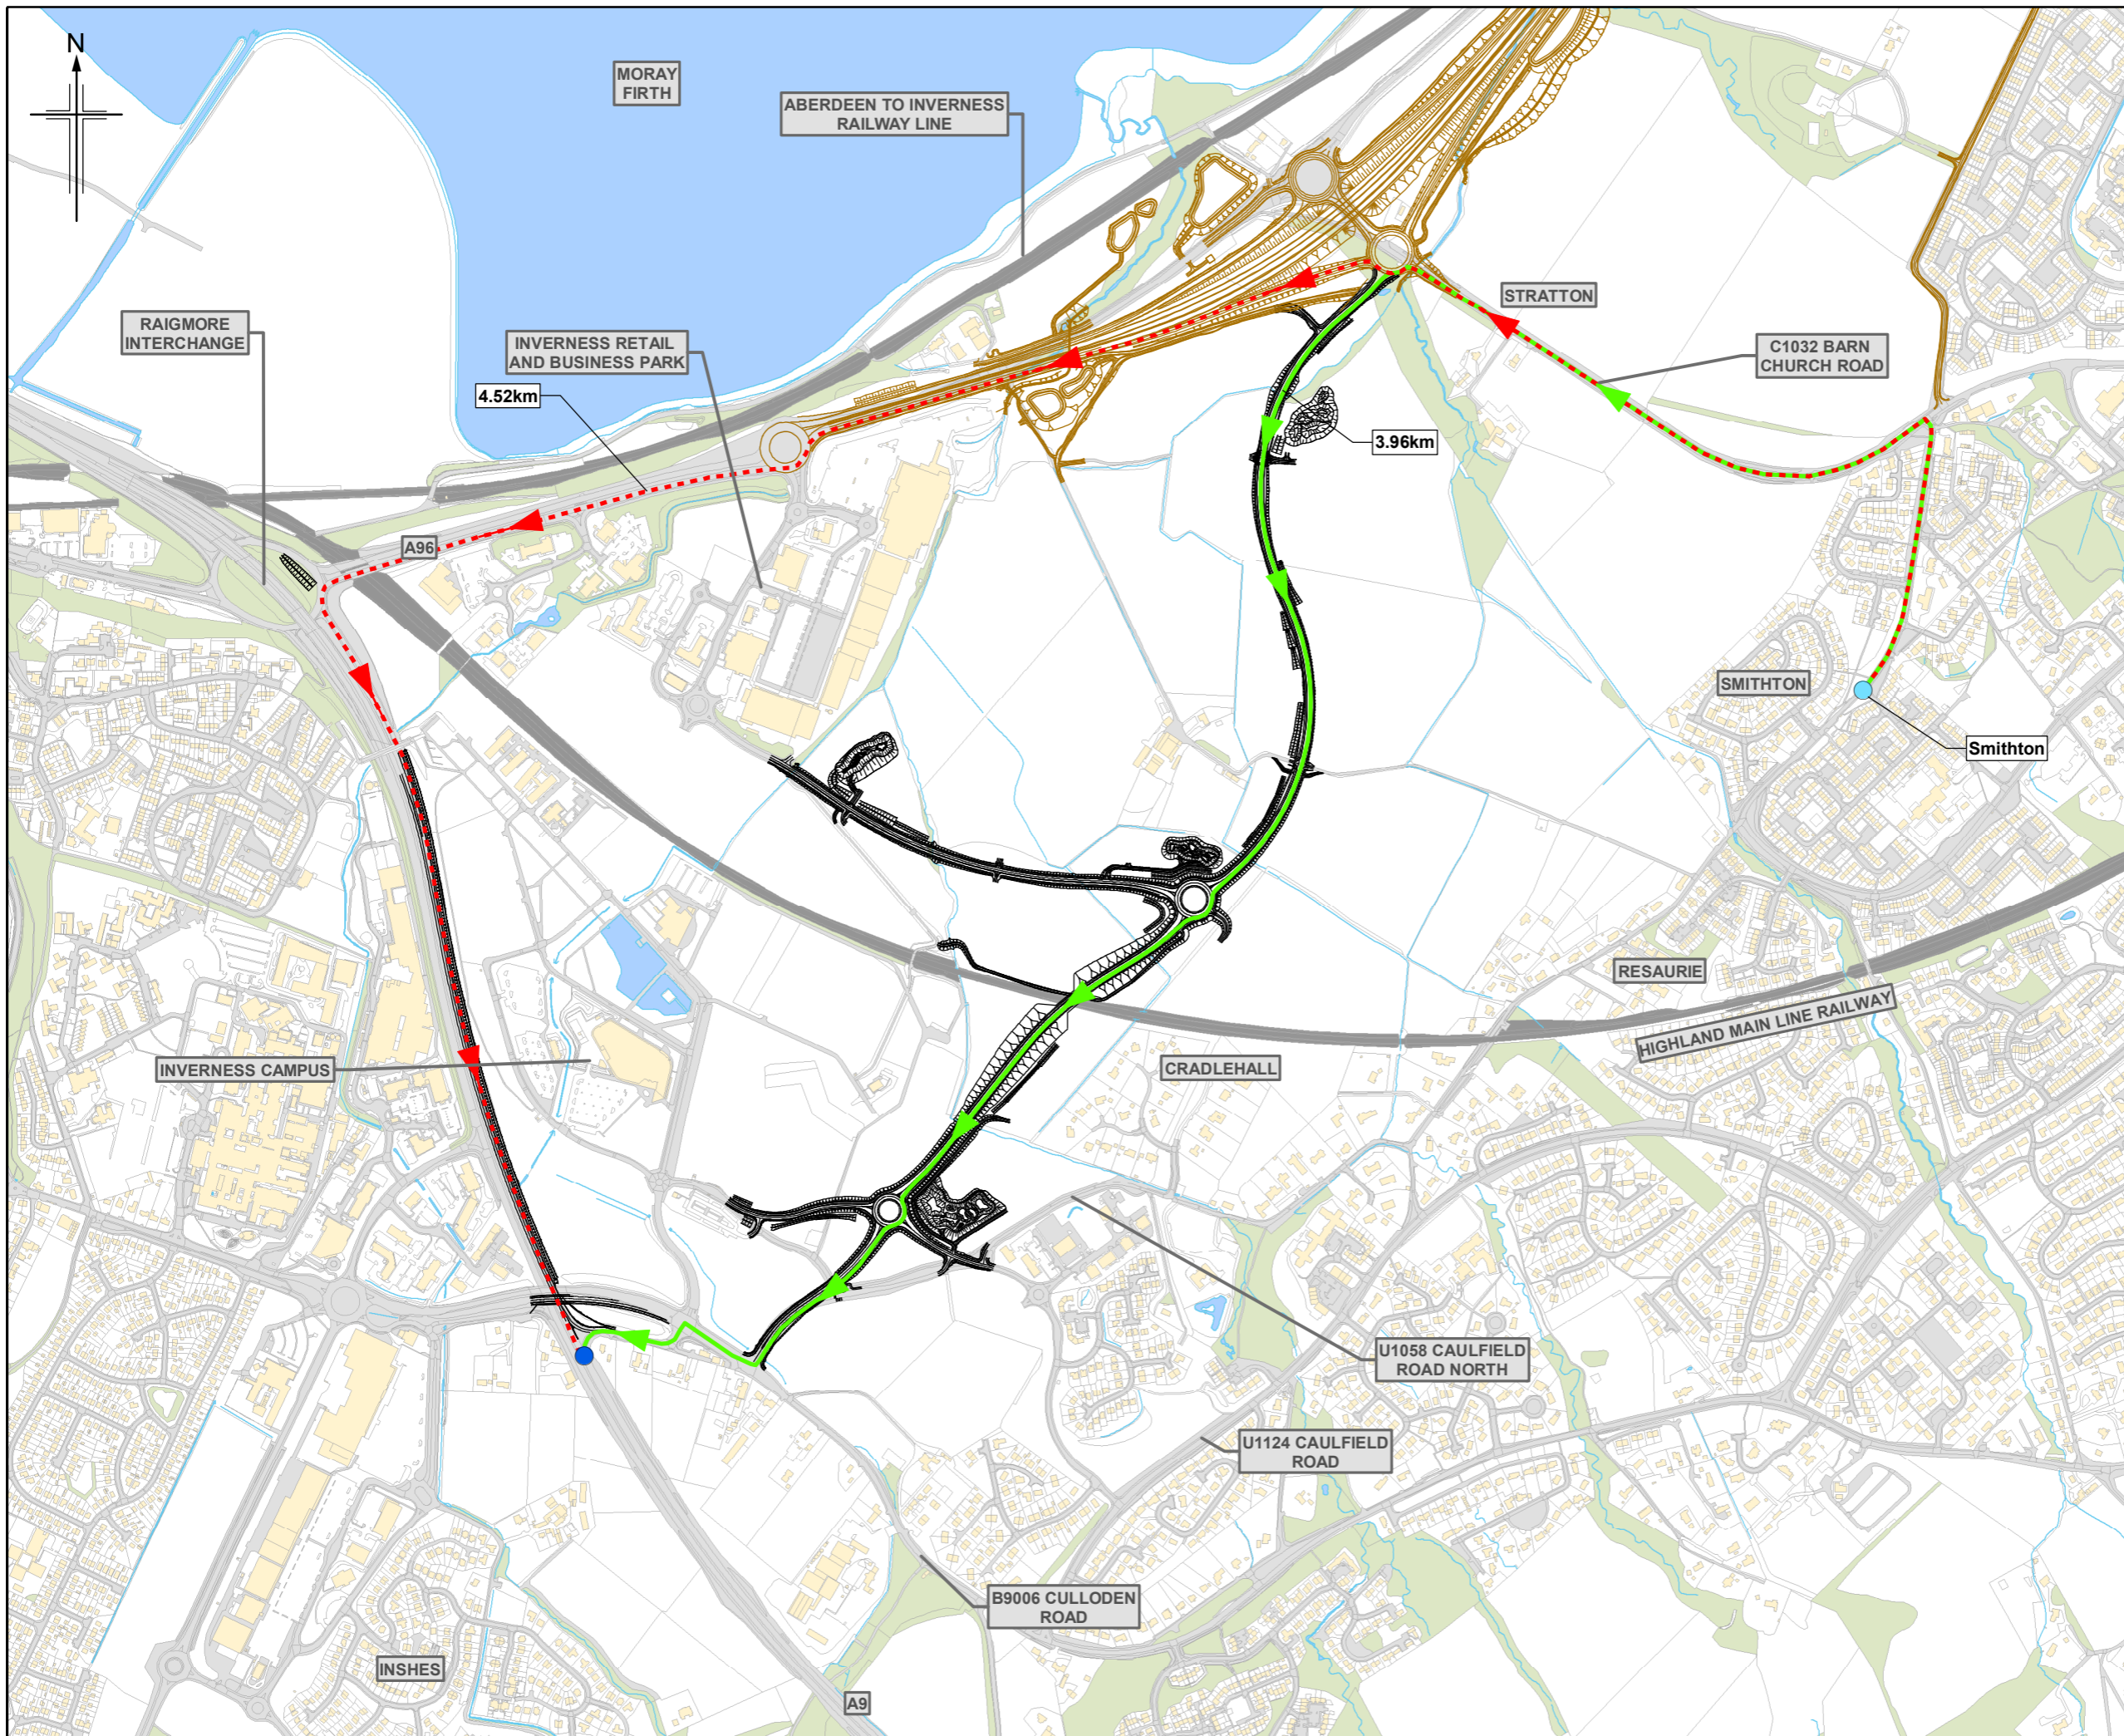 N
MORAY
FIRTH
ABERDEEN TO INVERNESS
RAILWAY LINE
RAIGMORE
INTERCHANGE
INVERNESS RETAIL
AND BUSINESS PARK
STRATTON
C1032 BARN
CHURCH ROAD
4.52km
3.96km
A96
SMITHTON
Smithton
RESAURIE
HIGHLAND MAIN LINE RAILWAY
INVERNESS CAMPUS
CRADLEHALL
U1058 CAULFIELD
ROAD NORTH
U1124 CAULFIELD
ROAD
B9006 CULLODEN
ROAD
INSHES
A9